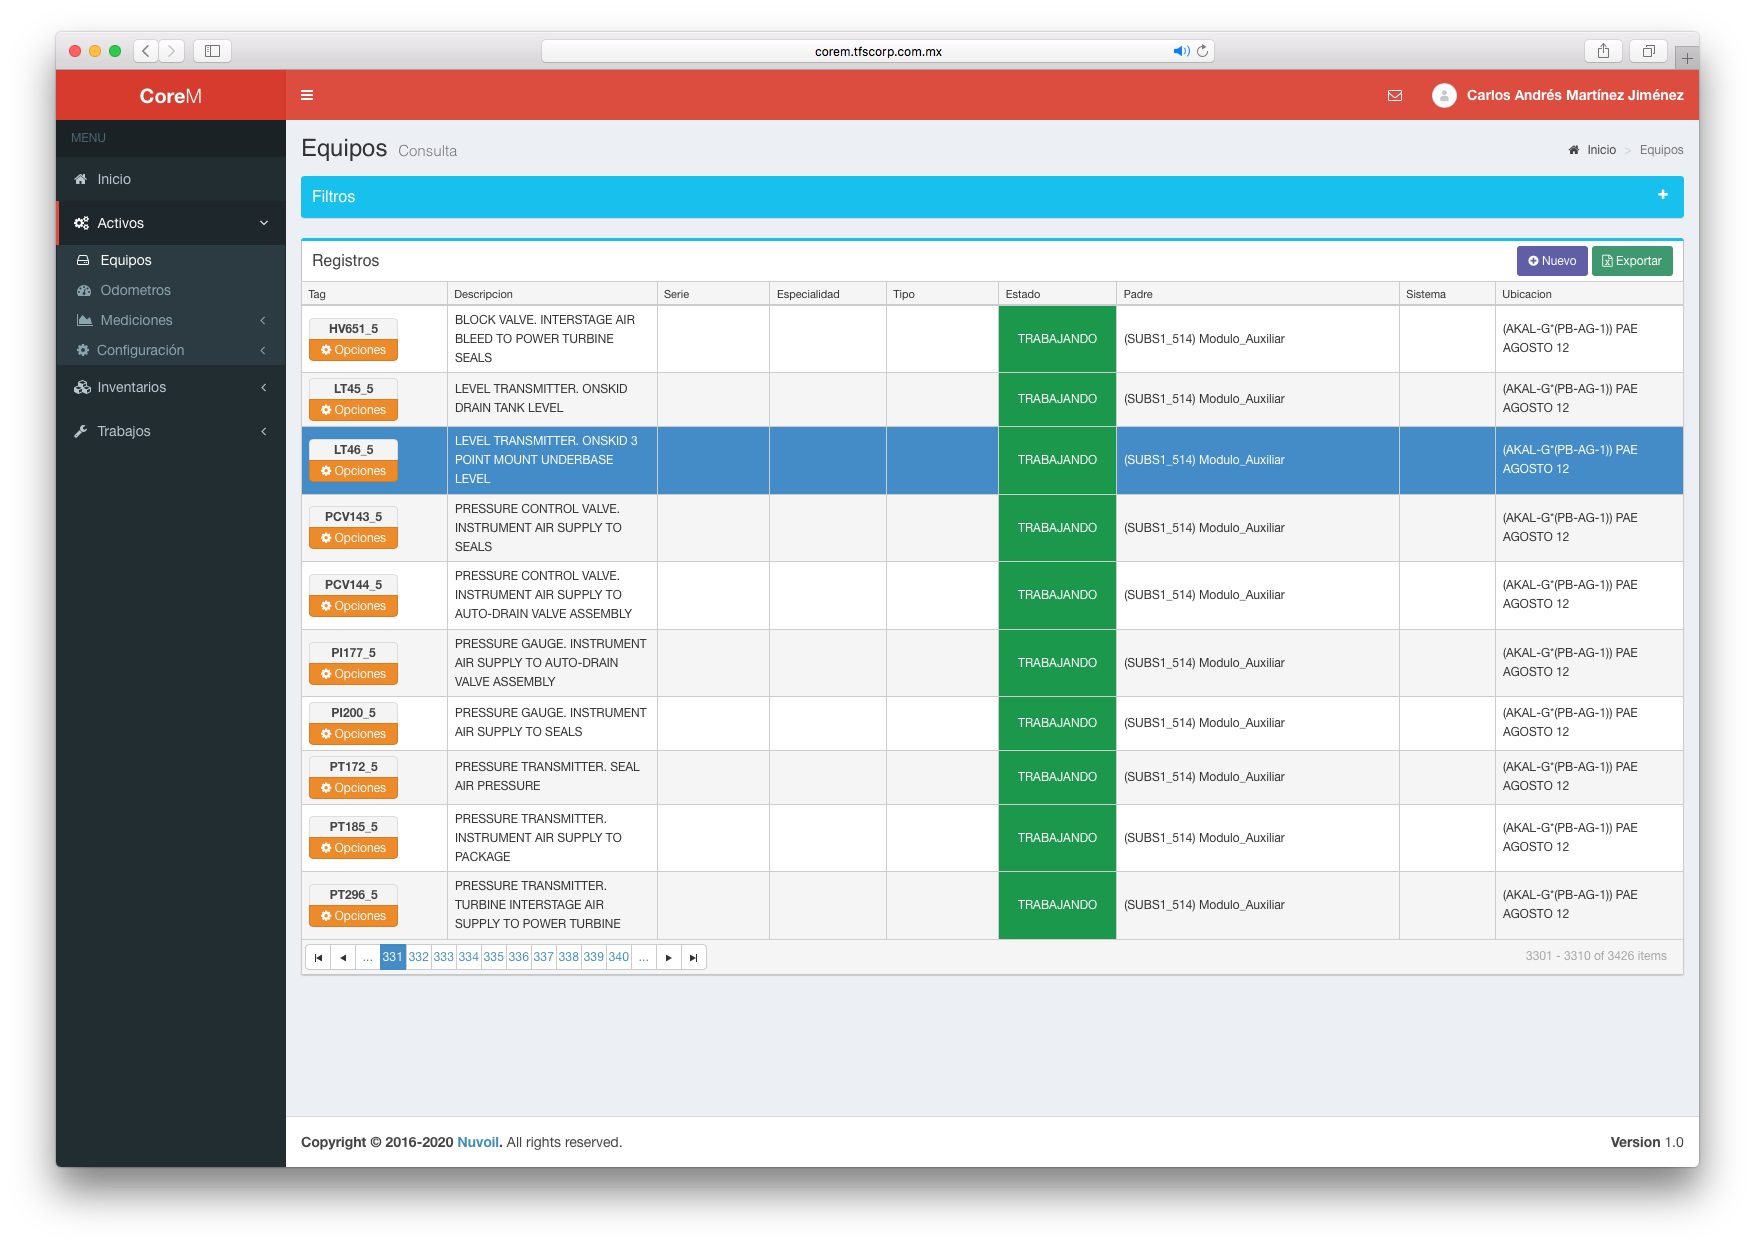 corem.tfscorp.com.mx
CoreM
Carlos Andrés Martínez Jiménez
MENU
Inicio
Activos
Equipos
Odometros
Mediciones
Configuración
Inventarios
Trabajos
Equipos Consulta
Inicio > Equipos
Filtros
Registros
Nuevo
Exportar
Tag Descripcion Serie Especialidad Tipo Estado Padre Sistema Ubicacion
HV651_5
Opciones
BLOCK VALVE. INTERSTAGE AIR
BLEED TO POWER TURBINE
SEALS
TRABAJANDO
(SUBS1_514) Modulo_Auxiliar
(AKAL-G*(PB-AG-1)) PAE
AGOSTO 12
LT45_5
Opciones
LEVEL TRANSMITTER. ONSKID
DRAIN TANK LEVEL
TRABAJANDO
(SUBS1_514) Modulo_Auxiliar
(AKAL-G*(PB-AG-1)) PAE
AGOSTO 12
LT46_5
Opciones
LEVEL TRANSMITTER. ONSKID 3
POINT MOUNT UNDERBASE
LEVEL
TRABAJANDO
(SUBS1_514) Modulo_Auxiliar
(AKAL-G*(PB-AG-1)) PAE
AGOSTO 12
PCV143_5
Opciones
PRESSURE CONTROL VALVE.
INSTRUMENT AIR SUPPLY TO
SEALS
TRABAJANDO
(SUBS1_514) Modulo_Auxiliar
(AKAL-G*(PB-AG-1)) PAE
AGOSTO 12
PCV144_5
Opciones
PRESSURE CONTROL VALVE.
INSTRUMENT AIR SUPPLY TO
AUTO-DRAIN VALVE ASSEMBLY
TRABAJANDO
(SUBS1_514) Modulo_Auxiliar
(AKAL-G*(PB-AG-1)) PAE
AGOSTO 12
PI177_5
Opciones
PRESSURE GAUGE. INSTRUMENT
AIR SUPPLY TO AUTO-DRAIN
VALVE ASSEMBLY
TRABAJANDO
(SUBS1_514) Modulo_Auxiliar
(AKAL-G*(PB-AG-1)) PAE
AGOSTO 12
PI200_5
Opciones
PRESSURE GAUGE. INSTRUMENT
AIR SUPPLY TO SEALS
TRABAJANDO
(SUBS1_514) Modulo_Auxiliar
(AKAL-G*(PB-AG-1)) PAE
AGOSTO 12
PT172_5
Opciones
PRESSURE TRANSMITTER. SEAL
AIR PRESSURE
TRABAJANDO
(SUBS1_514) Modulo_Auxiliar
(AKAL-G*(PB-AG-1)) PAE
AGOSTO 12
PT185_5
Opciones
PRESSURE TRANSMITTER.
INSTRUMENT AIR SUPPLY TO
PACKAGE
TRABAJANDO
(SUBS1_514) Modulo_Auxiliar
(AKAL-G*(PB-AG-1)) PAE
AGOSTO 12
PT296_5
Opciones
PRESSURE TRANSMITTER.
TURBINE INTERSTAGE AIR
SUPPLY TO POWER TURBINE
TRABAJANDO
(SUBS1_514) Modulo_Auxiliar
(AKAL-G*(PB-AG-1)) PAE
AGOSTO 12
... 331 332 333 334 335 336 337 338 339 340 ...
3301 - 3310 of 3426 items
Copyright © 2016-2020 Nuvoil. All rights reserved.
Version 1.0